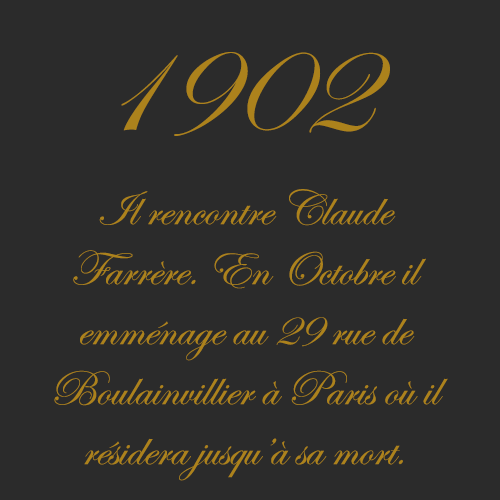 1902
Il rencontre Claude
Farrère. En Octobre il
emménage au 29 rue de
Boulainvillier à Paris où il
résidera jusqu'à sa mort.